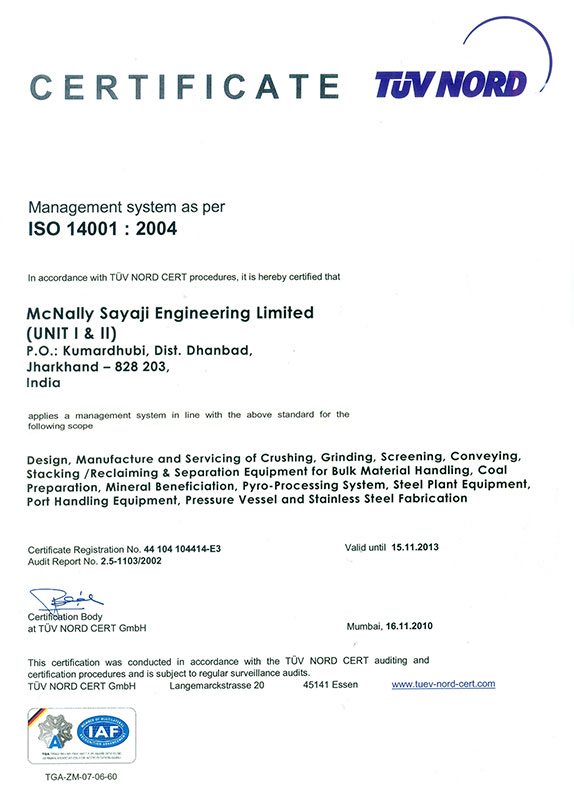 CERTIFICATE
TÜV NORD
Management system as per
ISO 14001 : 2004
In accordance with TÜV NORD CERT procedures, it is hereby certified that
McNally Sayaji Engineering Limited
(UNIT I & II)
P.O.: Kumardhubi, Dist. Dhanbad,
Jharkhand – 828 203,
India
applies a management system in line with the above standard for the
following scope
Design, Manufacture and Servicing of Crushing, Grinding, Screening, Conveying,
Stacking /Reclaiming & Separation Equipment for Bulk Material Handling, Coal
Preparation, Mineral Beneficiation, Pyro-Processing System, Steel Plant Equipment,
Port Handling Equipment, Pressure Vessel and Stainless Steel Fabrication
Certificate Registration No. 44 104 104414-E3
Audit Report No. 2.5-1103/2002
Valid until 15.11.2013
Certification Body
at TÜV NORD CERT GmbH
Mumbai, 16.11.2010
This certification was conducted in accordance with the TÜV NORD CERT auditing and
certification procedures and is subject to regular surveillance audits.
TÜV NORD CERT GmbH Langemarckstrasse 20 45141 Essen www.tuev-nord-cert.com
A
IAF
TGA-ZM-07-06-60